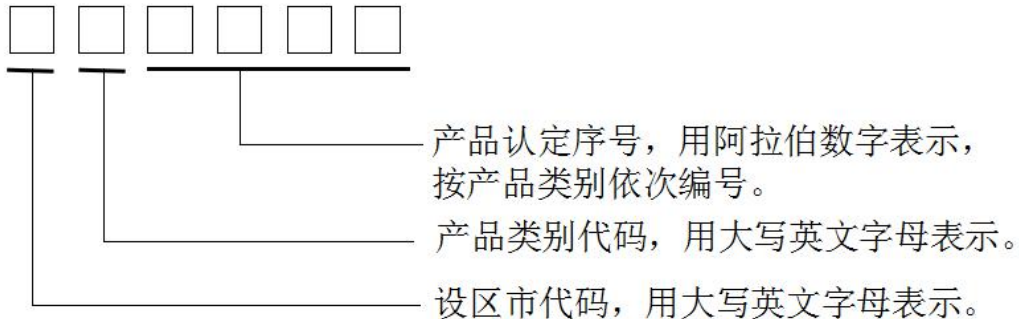 产品认定序号，用阿拉伯数字表示，
按产品类别依次编号。
产品类别代码，用大写英文字母表示。
设区市代码，用大写英文字母表示。